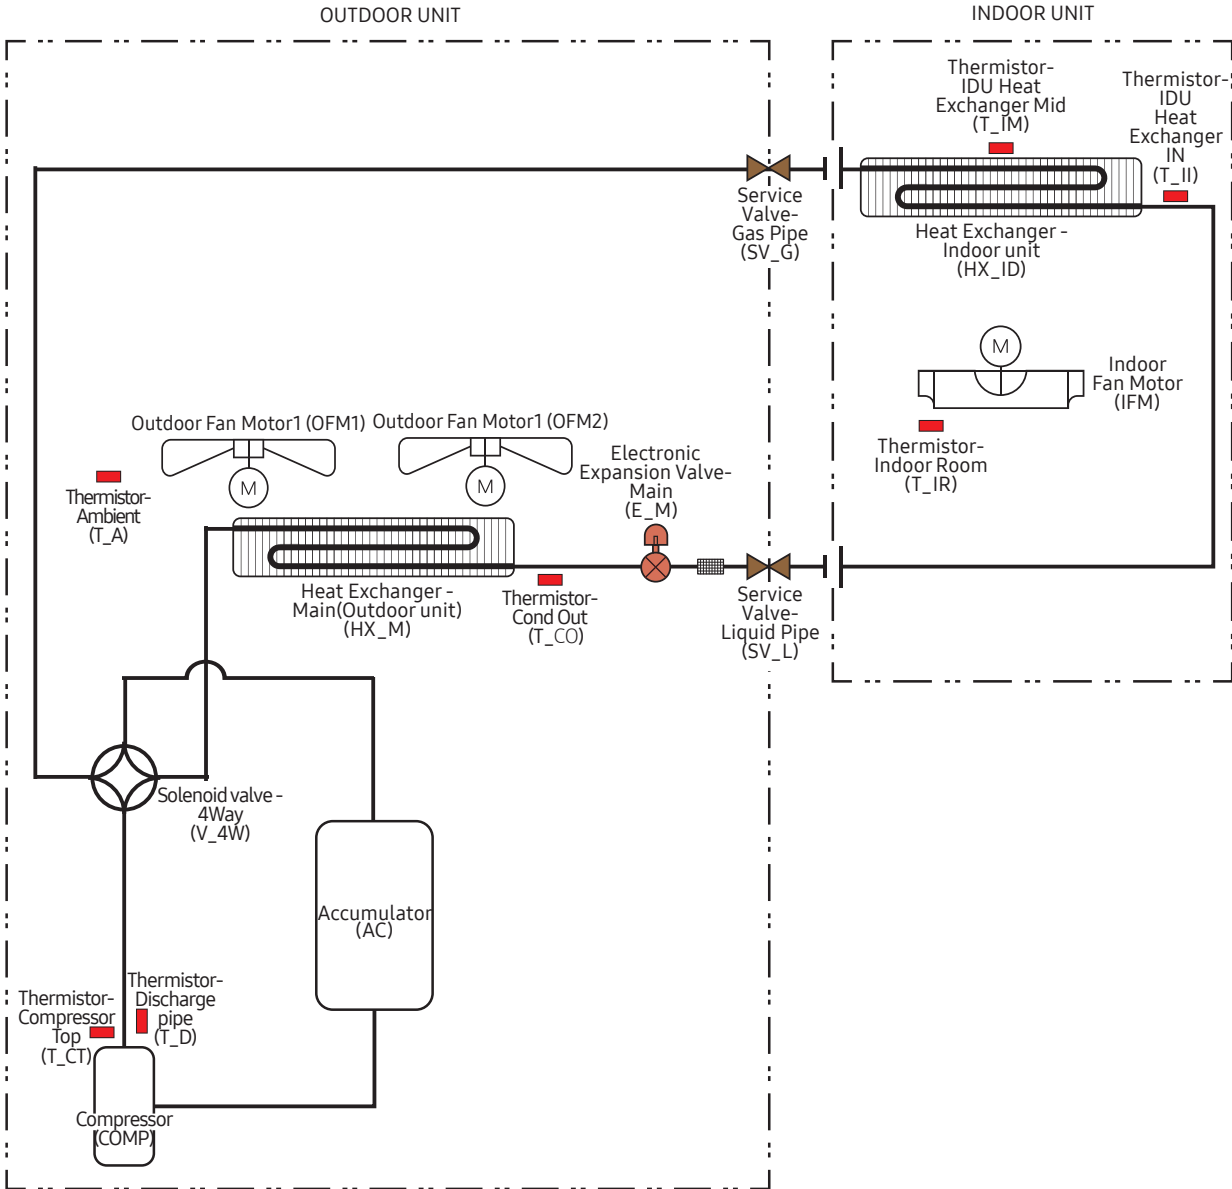 OUTDOOR UNIT
INDOOR UNIT
Thermistor-
IDU Heat
Exchanger Mid
(T_IM)
Thermistor-
IDU
Heat
Exchanger
IN
(T_II)
Service
Valve-
Gas Pipe
(SV_G)
Heat Exchanger -
Indoor unit
(HX_ID)
M
Indoor
Fan Motor
(IFM)
Thermistor-
Indoor Room
(T_IR)
Outdoor Fan Motor1 (OFM1)
Outdoor Fan Motor1 (OFM2)
M
M
Thermistor-
Ambient
(T_A)
Electronic
Expansion Valve-
Main
(E_M)
Heat Exchanger -
Main(Outdoor unit)
(HX_M)
Thermistor-
Cond Out
(T_CO)
Service
Valve-
Liquid Pipe
(SV_L)
Solenoid valve -
4Way
(V_4W)
Accumulator
(AC)
Thermistor-
Compressor
Top
(T_CT)
Thermistor-
Discharge
pipe
(T_D)
Compressor
(COMP)